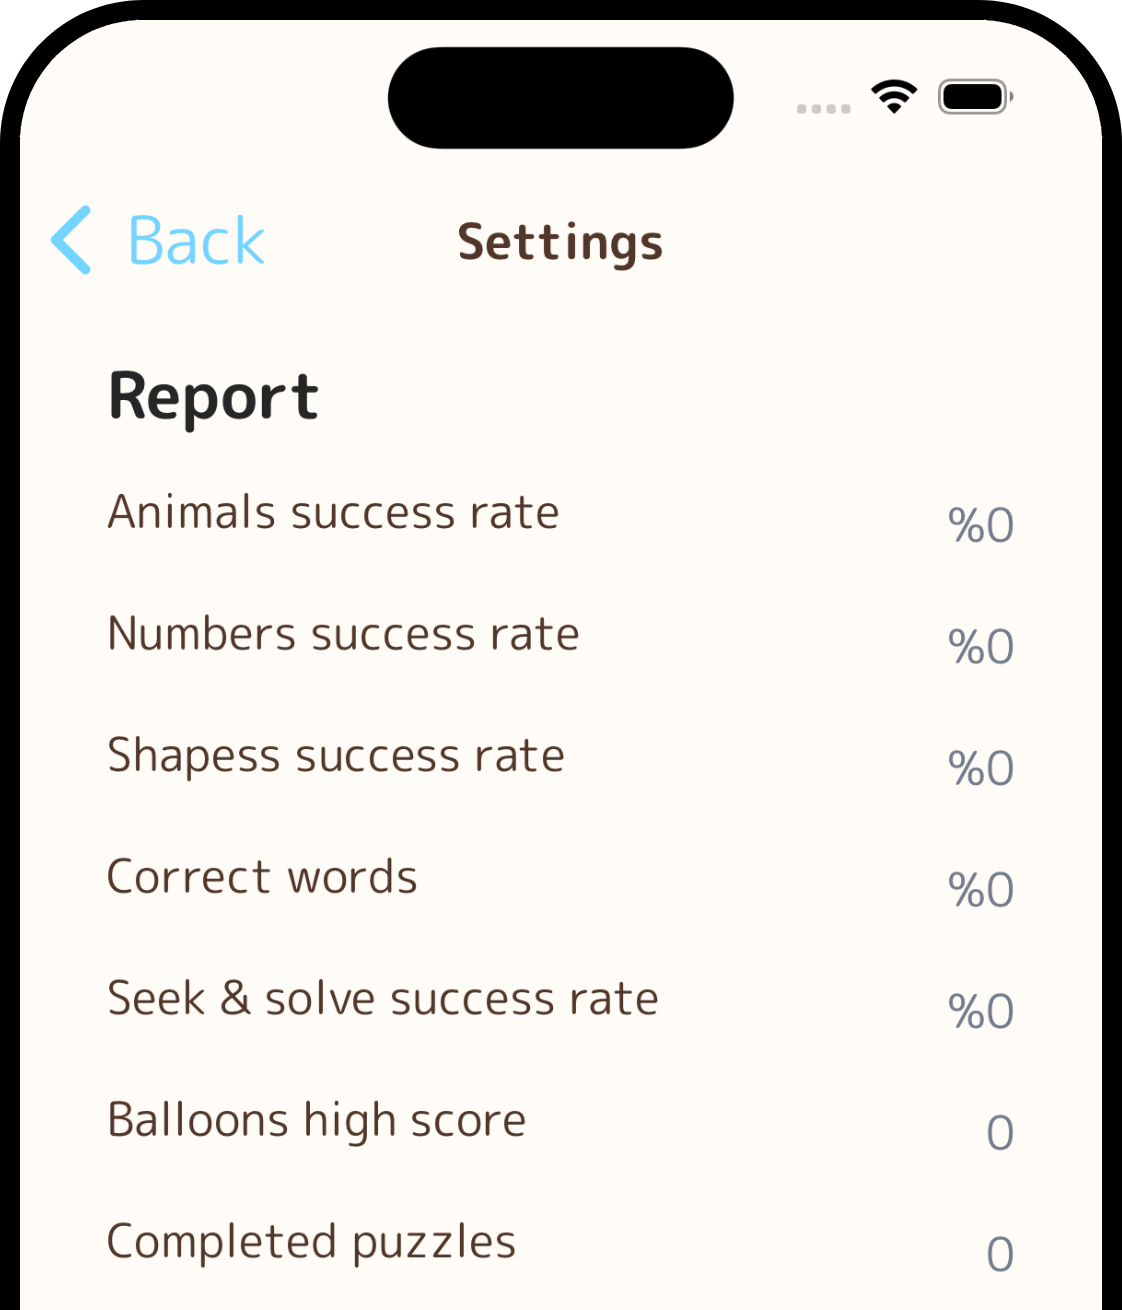 Back
Settings
Report
Animals success rate %0
Numbers success rate %0
Shapess success rate %0
Correct words %0
Seek & solve success rate %0
Balloons high score 0
Completed puzzles 0